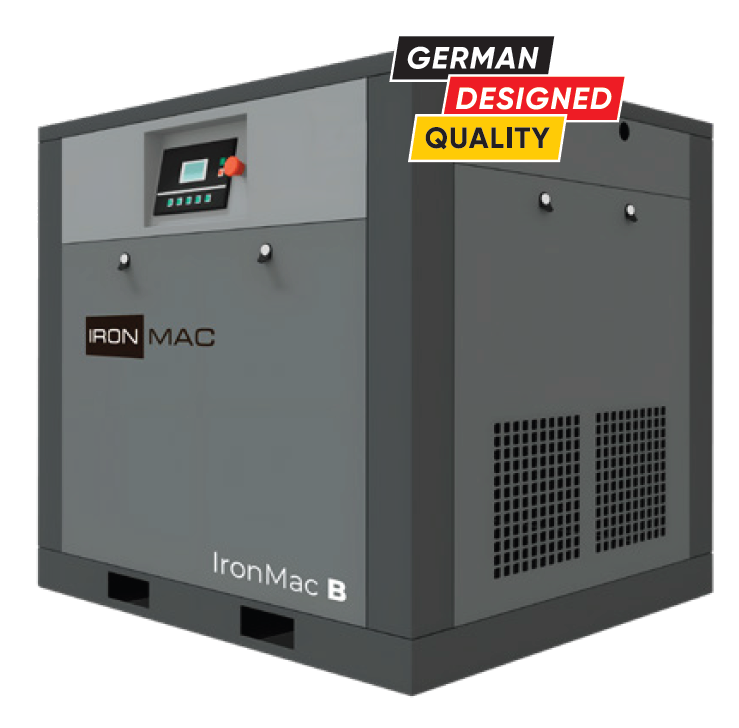 GERMAN
DESIGNED
QUALITY
IRON MAC
IronMac B